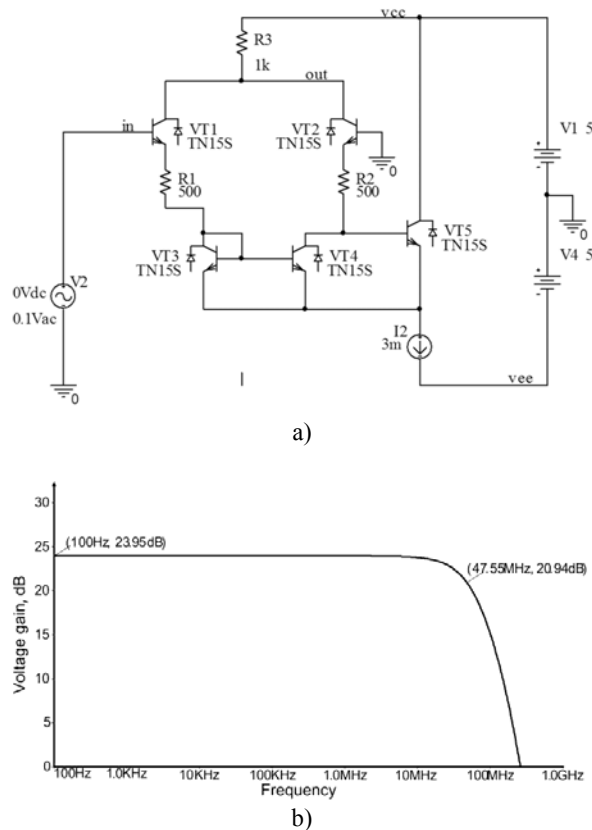 vcc
R3
1k
out
in
VT1
TN15S
VT2
TN15S
0
V1 5
R1
500
R2
500
0
VT3
TN15S
VT4
TN15S
VT5
TN15S
V4 5
V2
0Vdc
0.1Vac
I2
3m
0
vee
a)
30
25
20
15
10
5
0
Voltage gain, dB
(100Hz, 23.95dB)
(47.55MHz, 20.94dB)
100Hz 1.0KHz 10KHz 100KHz 1.0MHz 10MHz 100MHz 1.0GHz
Frequency
b)